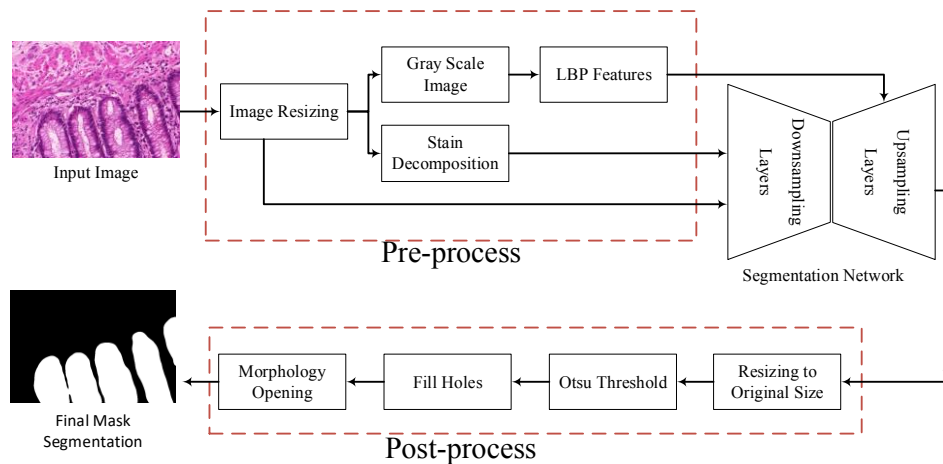 Input Image
Image Resizing
Gray Scale
Image
LBP Features
Stain
Decomposition
Pre-process
Downsampling
Layers
Upsampling
Layers
Segmentation Network
Resizing to
Original Size
Otsu Threshold
Fill Holes
Morphology
Opening
Post-process
Final Mask
Segmentation